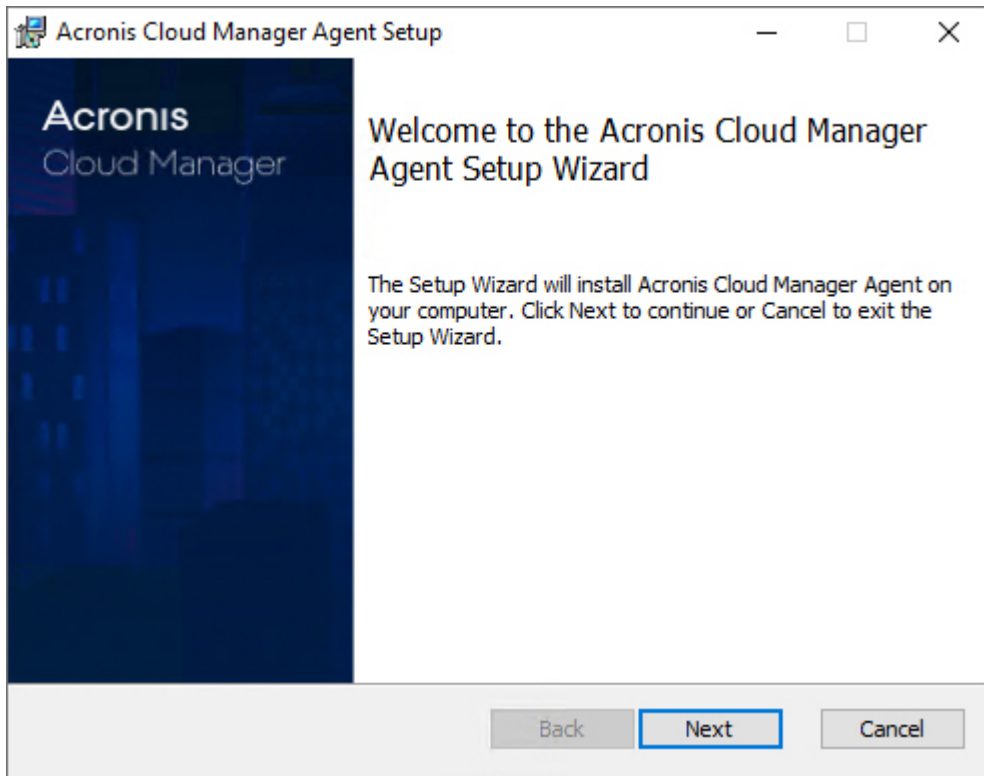 Acronis Cloud Manager Agent Setup
Acronis
Cloud Manager
Welcome to the Acronis Cloud Manager
Agent Setup Wizard
The Setup Wizard will install Acronis Cloud Manager Agent on
your computer. Click Next to continue or Cancel to exit the
Setup Wizard.
Back Next Cancel